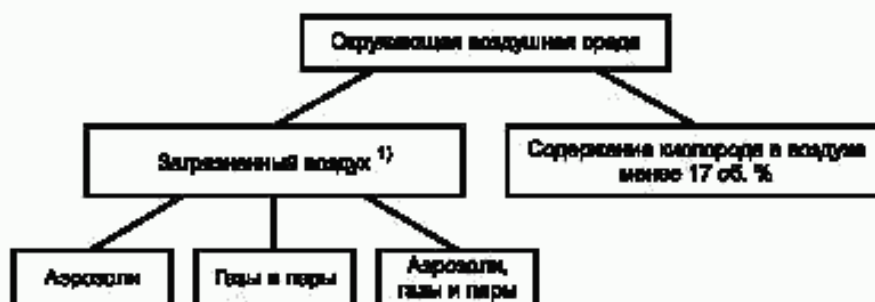 Окружающая воздушная среда
Загрязненный воздух 1)
Содержание кислорода в воздухе
менее 17 об. %
Аэрозоли
Газы и пары
Аэрозоли,
газы и пары